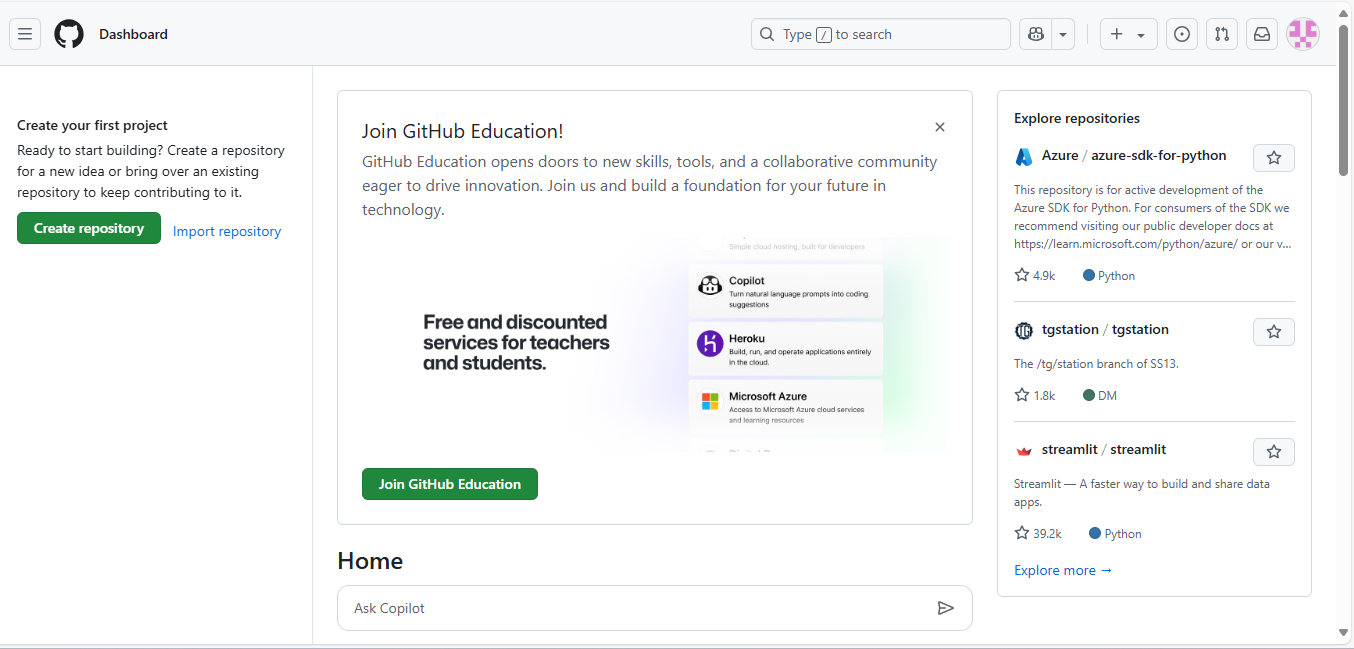 Dashboard
Type / to search
Create your first project
Ready to start building? Create a repository
for a new idea or bring over an existing
repository to keep contributing to it.
Create repository
Import repository
Join GitHub Education!
GitHub Education opens doors to new skills, tools, and a collaborative community
eager to drive innovation. Join us and build a foundation for your future in
technology.
Free and discounted
services for teachers
and students.
Simple cloud hosting, built for developers
Copilot
Turn natural language prompts into coding
suggestions
Heroku
Build, run, and operate applications entirely
in the cloud.
Microsoft Azure
Access to Microsoft Azure cloud services
and learning resources
Join GitHub Education
Home
Ask Copilot
Explore repositories
Azure / azure-sdk-for-python
This repository is for active development of the
Azure SDK for Python. For consumers of the SDK we
recommend visiting our public developer docs at
https://learn.microsoft.com/python/azure/ or our v...
4.9k Python
tgstation / tgstation
The /tg/station branch of SS13.
1.8k DM
streamlit / streamlit
Streamlit — A faster way to build and share data
apps.
39.2k Python
Explore more →